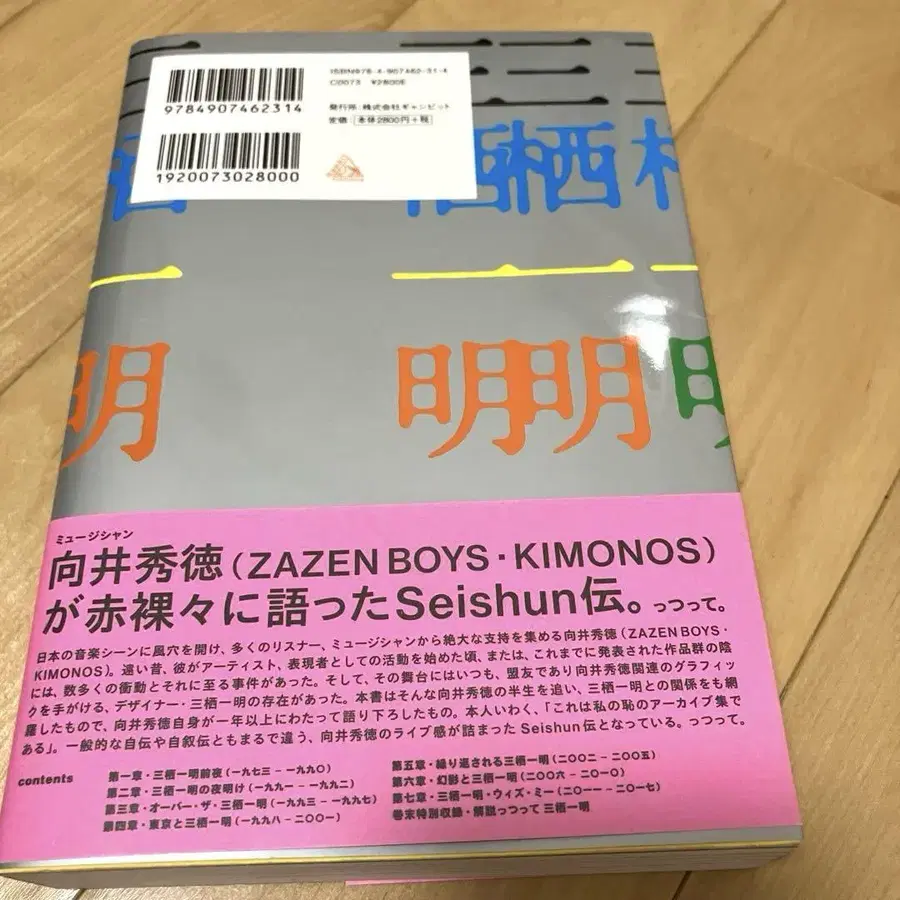 ISBN978-4-907462-31-4
C0073 ¥2800E
発行所:株式会社ギャンビット
定価:[本体2800円+税]
9784907462314
1920073028000
栖栖
一
明
明明
ミュージシャン
向井秀徳(ZAZEN BOYS・KIMONOS)
が赤裸々に語ったSeishun伝。っつって。
日本の音楽シーンに風穴を開け、多くのリスナー、ミュージシャンから絶大な支持を集める向井秀徳(ZAZEN BOYS・
KIMONOS)。遠い昔、彼がアーティスト、表現者としての活動を始めた頃、または、これまでに発表された作品群の陰
には、数多くの衝動とそれに至る事件があった。そして、その舞台にはいつも、盟友であり向井秀徳関連のグラフィッ
クを手がける、デザイナー・三栖一明の存在があった。本書はそんな向井秀徳の半生を追い、三栖一明との関係をも網
羅したもので、向井秀徳自身が一年以上にわたって語り下ろしたもの。本人いわく、「これは私の恥のアーカイブ集で
ある」。一般的な自伝や自叙伝ともまるで違う、向井秀徳のライブ感が詰まったSeishun伝となっている。っつって。
contents
第一章・三栖一明前夜(一九七三–一九九〇)
第二章・三栖一明の夜明け(一九九一–一九九二)
第三章・オーバー・ザ・三栖一明(一九九三–一九九七)
第四章・東京と三栖一明(一九九八–二〇〇一)
第五章・繰り返される三栖一明(二〇〇二–二〇〇五)
第六章・幻影と三栖一明(二〇〇六–二〇一〇)
第七章・三栖一明・ウィズ・ミー(二〇一一–二〇一七)
巻末特別収録・解説っつって 三栖一明